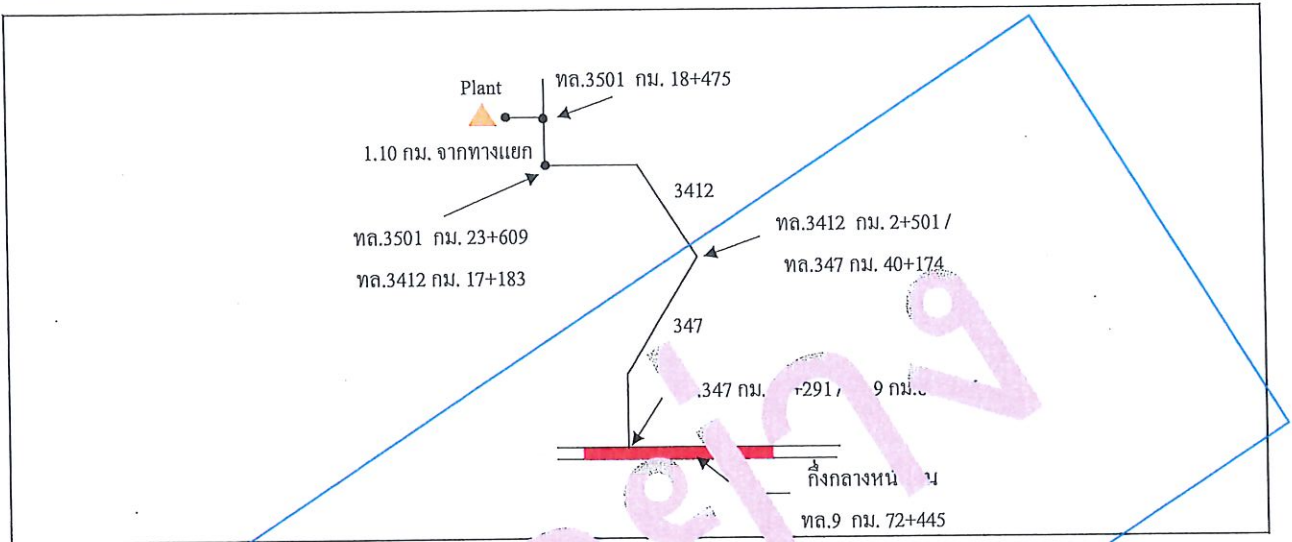 Plant
ทล.3501 กม. 18+475
1.10 กม. จากทางแยก
3412
ทล.3501 กม. 23+609
ทล.3412 กม. 17+183
ทล.3412 กม. 2+501 /
ทล.347 กม. 40+174
347
.347 กม. +291 / 9 กม.
กึ่งกลาง
ทล.9 กม. 72+445